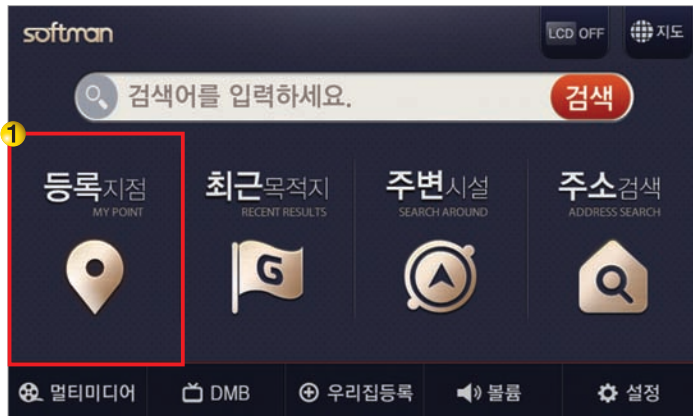 softman
LCD OFF
지도
검색어를 입력하세요.
검색
1
등록지점
MY POINT
최근목적지
RECENT RESULTS
G
주변시설
SEARCH AROUND
주소검색
ADDRESS SEARCH
멀티미디어
DMB
우리집등록
볼륨
설정